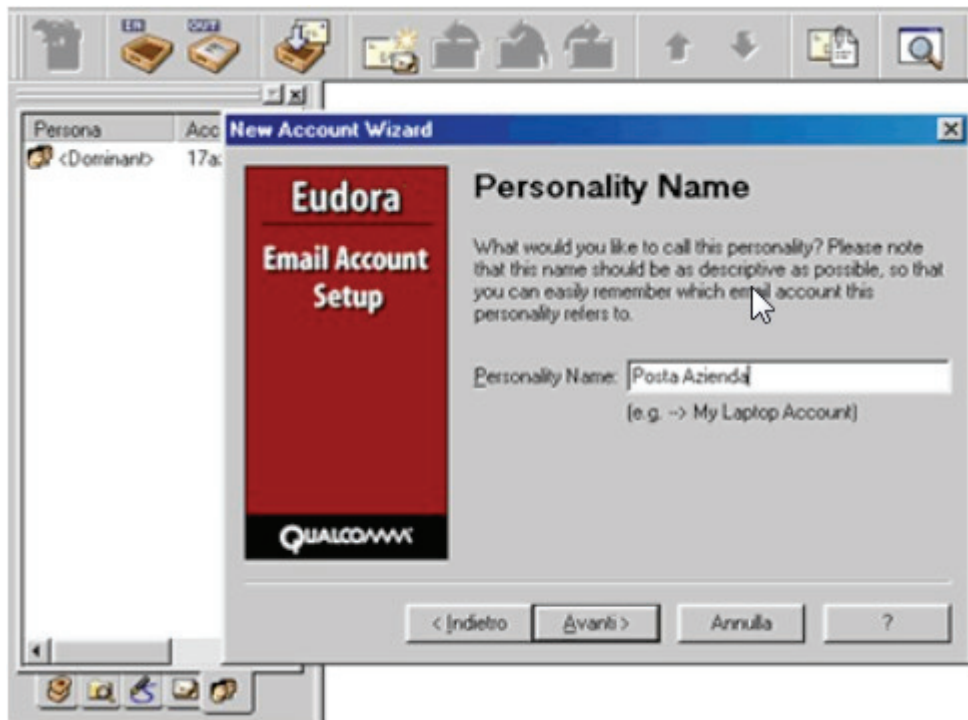 EN OUT
Persona Acc
<Dominant> 17a
New Account Wizard
Eudora
Email Account
Setup
QUALCOMM
Personality Name
What would you like to call this personality? Please note
that this name should be as descriptive as possible, so that
you can easily remember which email account this
personality refers to.
Personality Name: Posta Azienda
(e.g. --> My Laptop Account)
< Indietro Avanti > Annulla ?